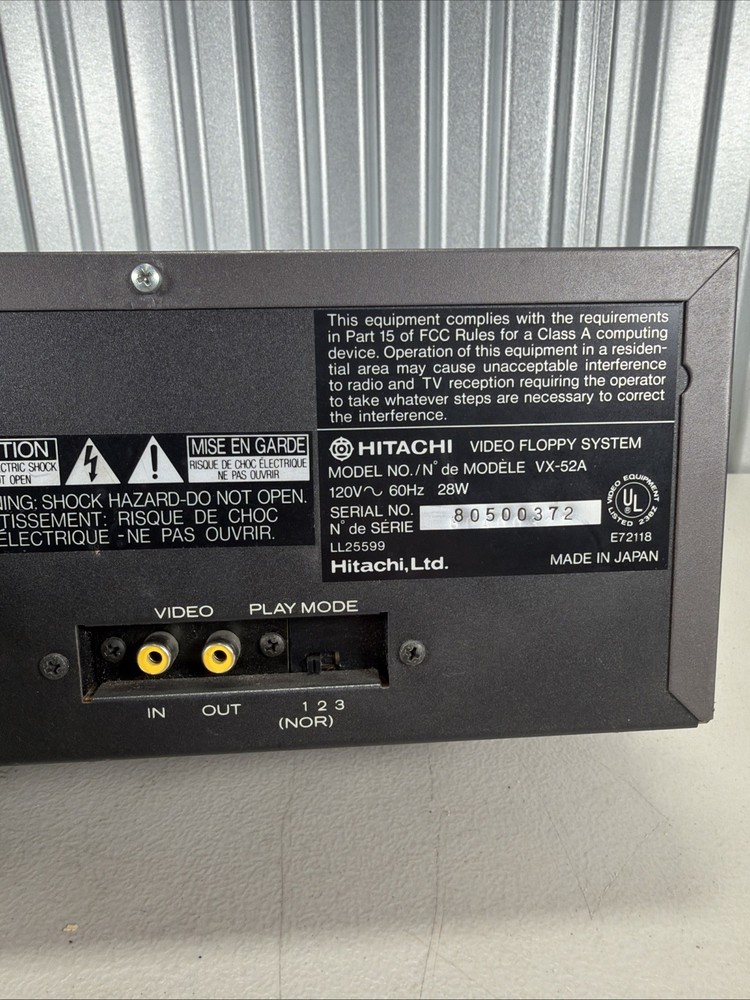 This equipment complies with the requirements
in Part 15 of FCC Rules for a Class A computing
device. Operation of this equipment in a residen-
tial area may cause unacceptable interference
to radio and TV reception requiring the operator
to take whatever steps are necessary to correct
the interference.
TION
CTRIC SHOCK
OT OPEN
MISE EN GARDE
RISQUE DE CHOC ÉLECTRIQUE
NE PAS OUVRIR
NING: SHOCK HAZARD-DO NOT OPEN.
TISSEMENT: RISQUE DE CHOC
ÉLECTRIQUE -NE PAS OUVRIR.
HITACHI VIDEO FLOPPY SYSTEM
MODEL NO./N° de MODÈLE VX-52A
120V~ 60Hz 28W
SERIAL NO.
N° de SÉRIE
80500372
LL25599
Hitachi, Ltd.
VIDEO EQUIPMENT
UL
LISTED 238Z
E72118
MADE IN JAPAN
VIDEO PLAY MODE
IN OUT 1 2 3
(NOR)